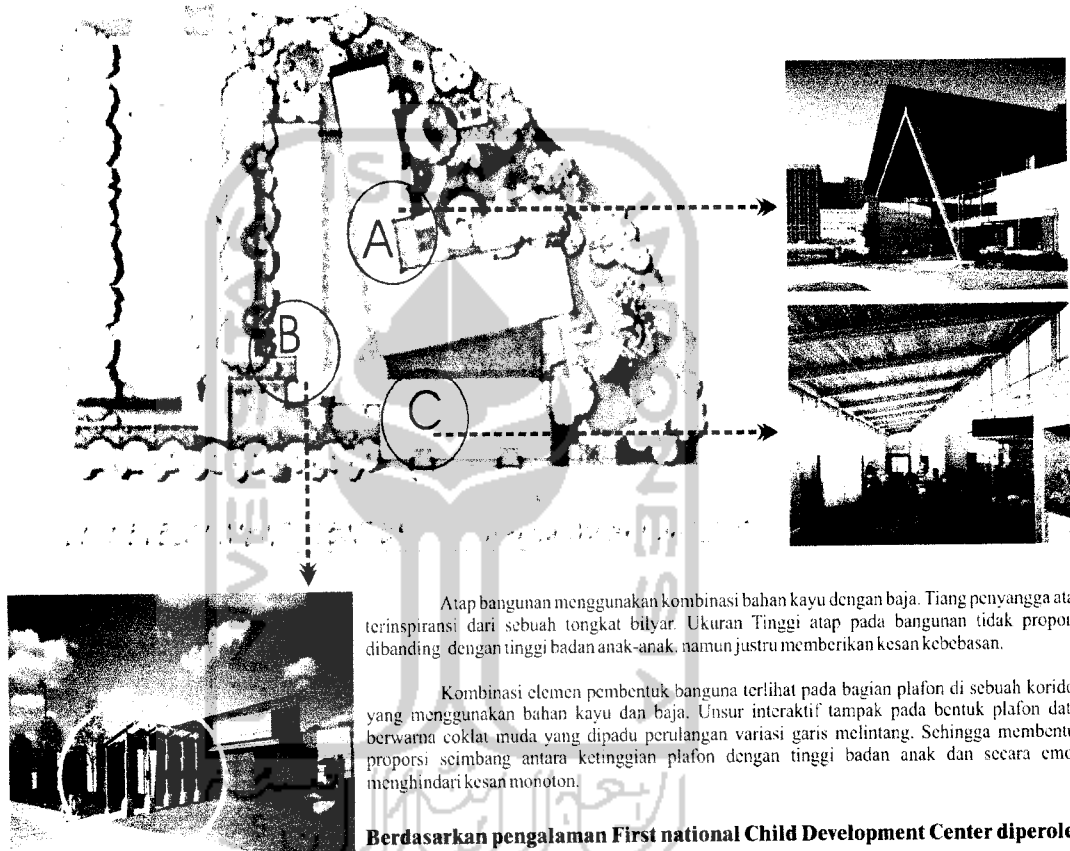 A
B
C
Atap bangunan menggunakan kombinasi bahan kayu dengan baja. Tiang penyangga ata
terinspiransi dari sebuah tongkat bilyar. Ukuran Tinggi atap pada bangunan tidak propor
dibanding dengan tinggi badan anak-anak, namun justru memberikan kesan kebebasan.
Kombinasi elemen pembentuk banguna terlihat pada bagian plafon di sebuah korido
yang menggunakan bahan kayu dan baja. Unsur interaktif tampak pada bentuk plafon dat
berwarna coklat muda yang dipadu perulangan variasi garis melintang. Sehingga membentu
proporsi seimbang antara ketinggian plafon dengan tinggi badan anak dan secara emo
menghindari kesan monoton.
Berdasarkan pengalaman First national Child Development Center diperole